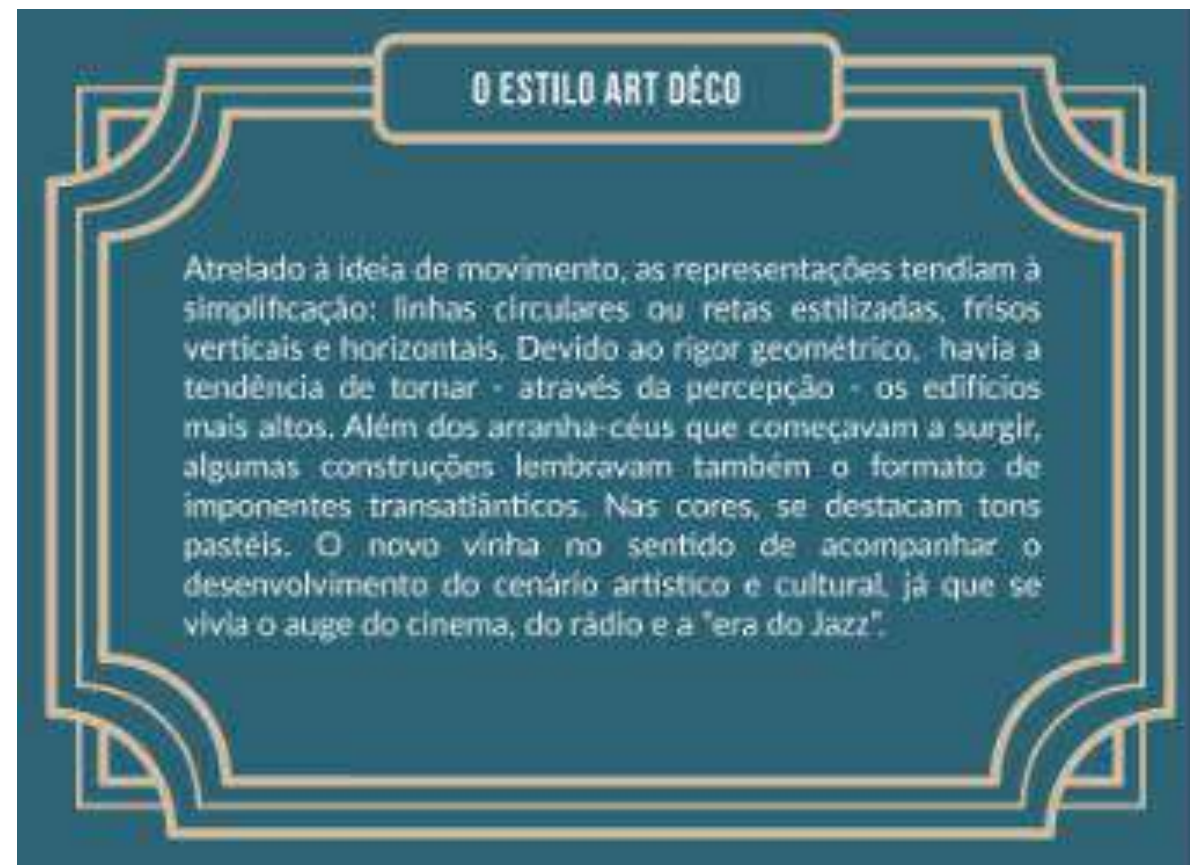 O ESTILO ART DÉCO
Atrelado à ideia de movimento, as representações tendiam à
simplificação: linhas circulares ou retas estilizadas, frisos
verticais e horizontais. Devido ao rigor geométrico, havia a
tendência de tornar - através da percepção - os edifícios
mais altos. Além dos arranha-céus que começavam a surgir,
algumas construções lembravam também o formato de
imponentes transatlânticos. Nas cores, se destacam tons
pastéis. O novo vinha no sentido de acompanhar o
desenvolvimento do cenário artístico e cultural, já que se
vivia o auge do cinema, do rádio e a "era do Jazz".